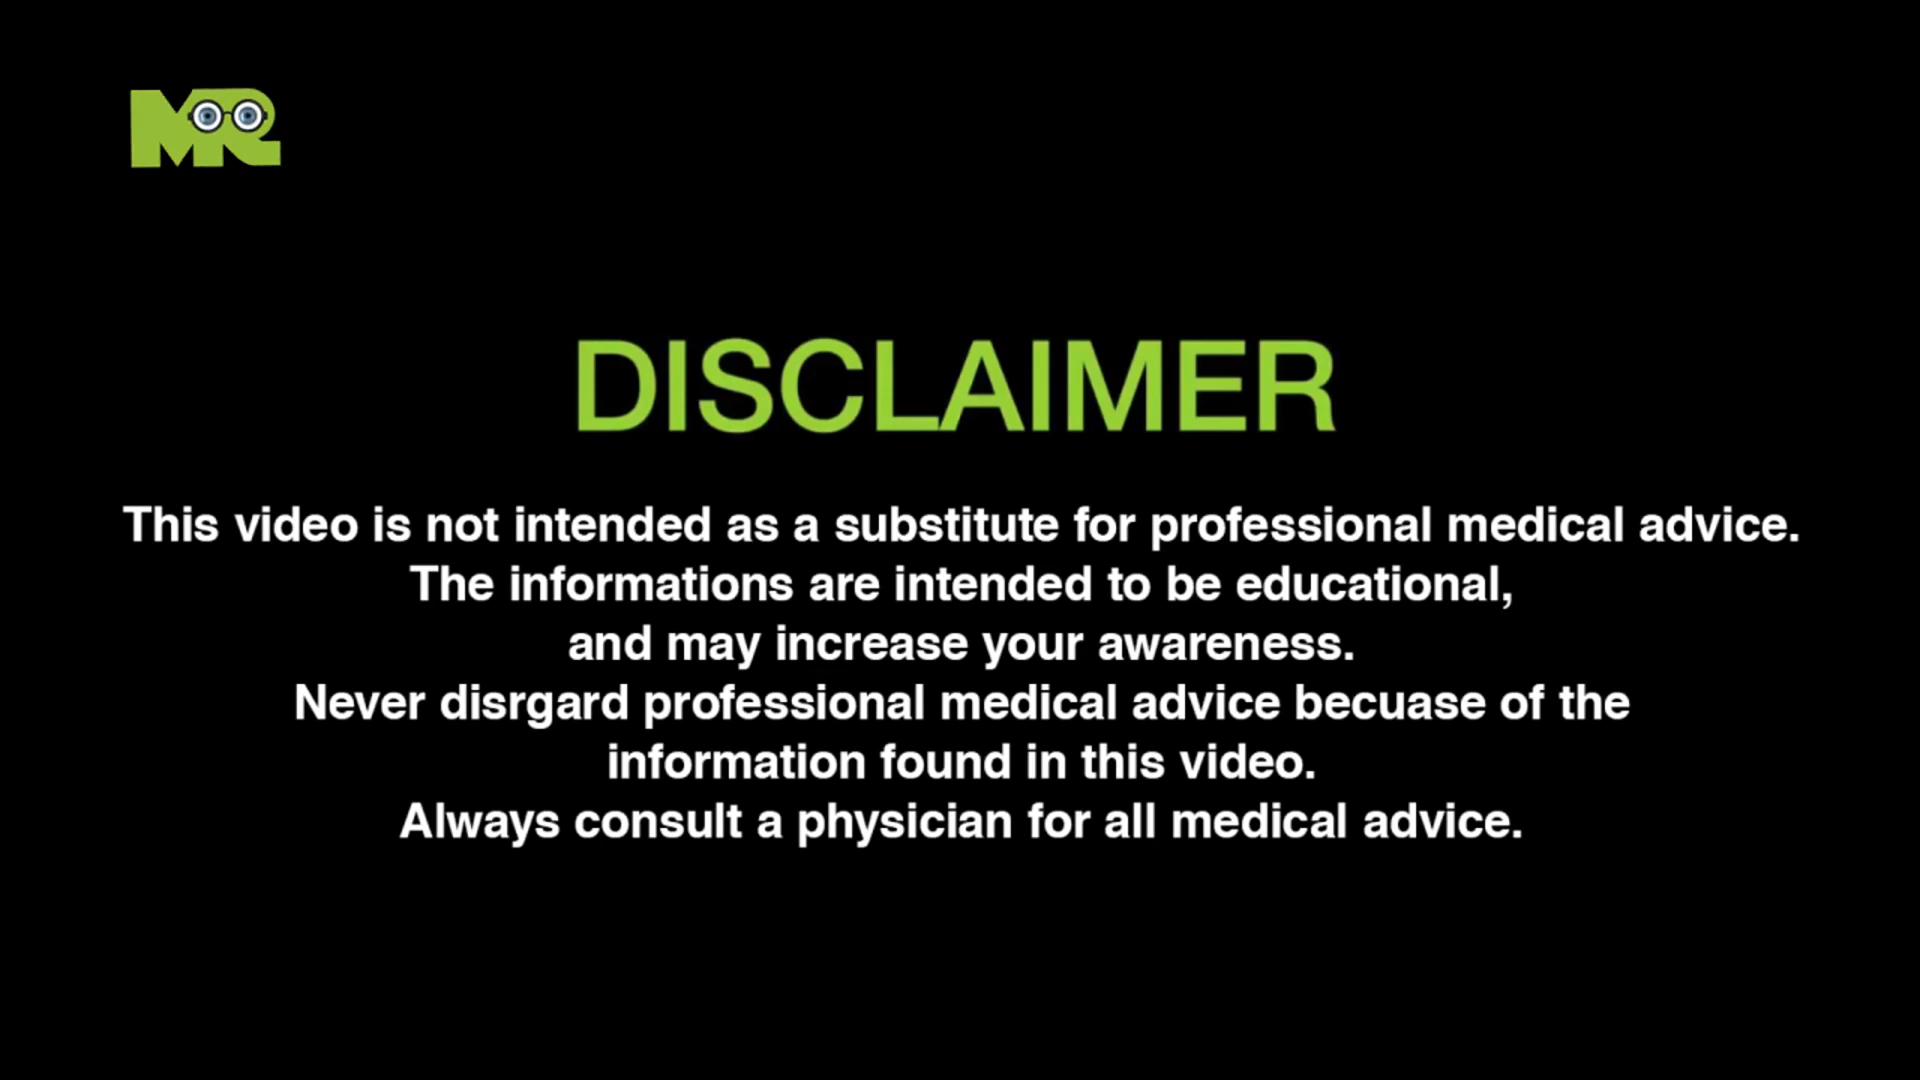 MR
DISCLAIMER
This video is not intended as a substitute for professional medical advice.
The informations are intended to be educational,
and may increase your awareness.
Never disrgard professional medical advice becuase of the
information found in this video.
Always consult a physician for all medical advice.